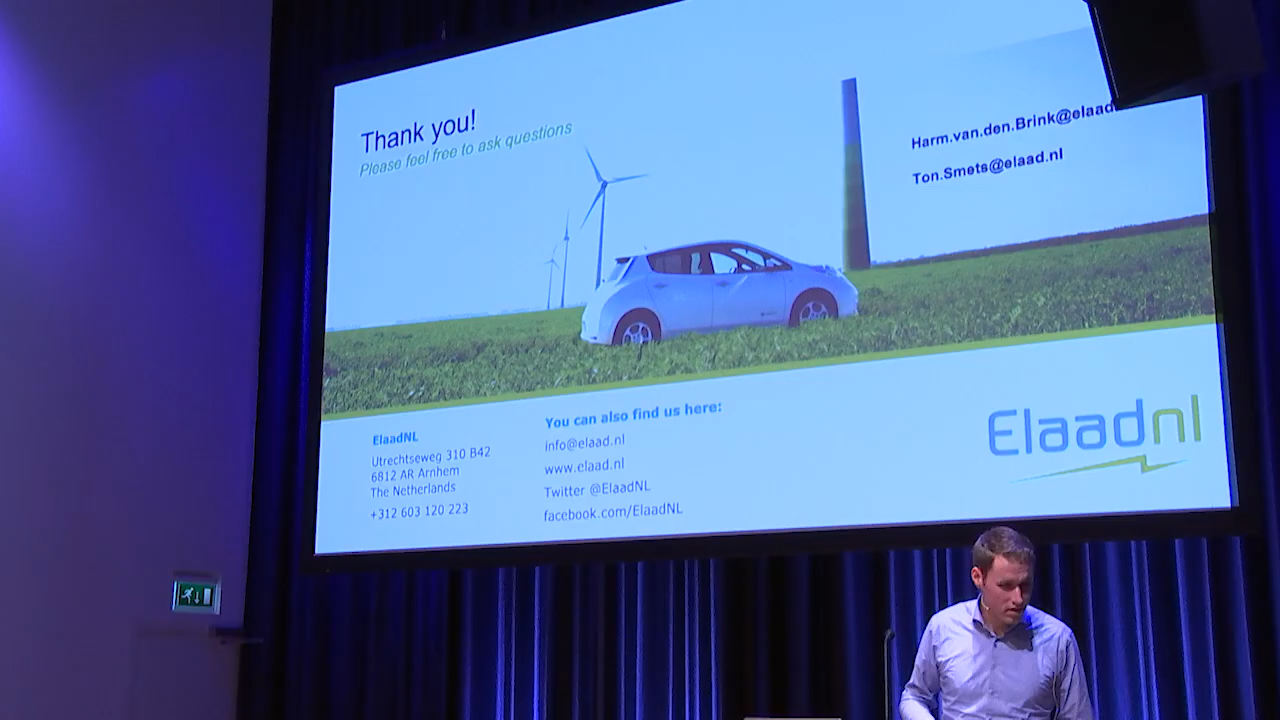 Thank you!
Please feel free to ask questions
Harm.van.den.Brink@elaad
Ton.Smets@elaad.nl
ElaadNL
Utrechtseweg 310 B42
6812 AR Arnhem
The Netherlands
+312 603 120 223
You can also find us here:
info@elaad.nl
www.elaad.nl
Twitter @ElaadNL
facebook.com/ElaadNL
Elaadnl